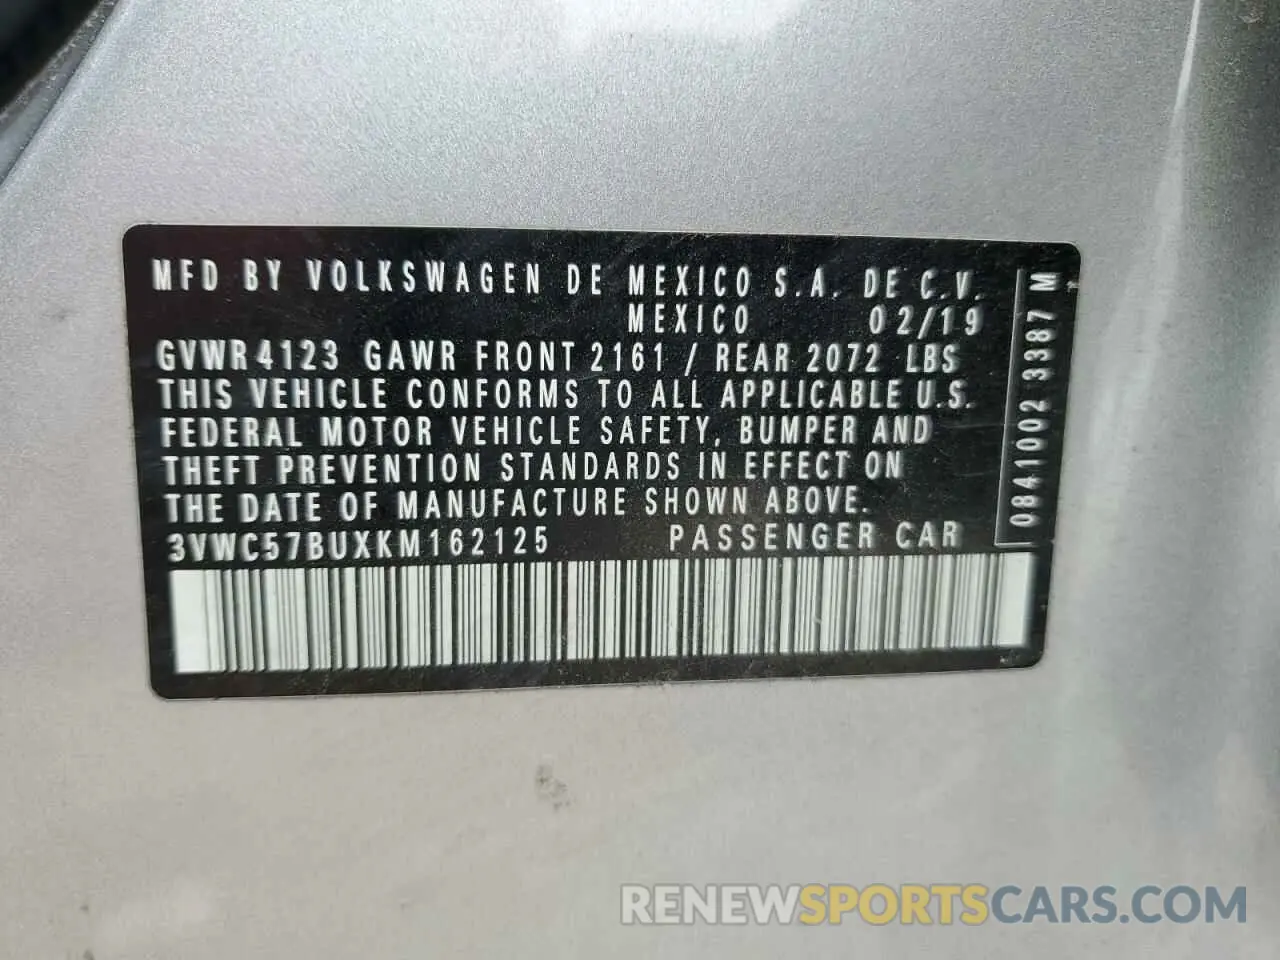 MFD BY VOLKSWAGEN DE MEXICO S.A. DE C.V.
MEXICO 02/19
GVWR 4123 GAWR FRONT 2161 / REAR 2072 LBS
THIS VEHICLE CONFORMS TO ALL APPLICABLE U.S.
FEDERAL MOTOR VEHICLE SAFETY, BUMPER AND
THEFT PREVENTION STANDARDS IN EFFECT ON
THE DATE OF MANUFACTURE SHOWN ABOVE.
3VWC57BUXKM162125 PASSENGER CAR
0841002 3387 M
RENEWSPORTSCARS.COM